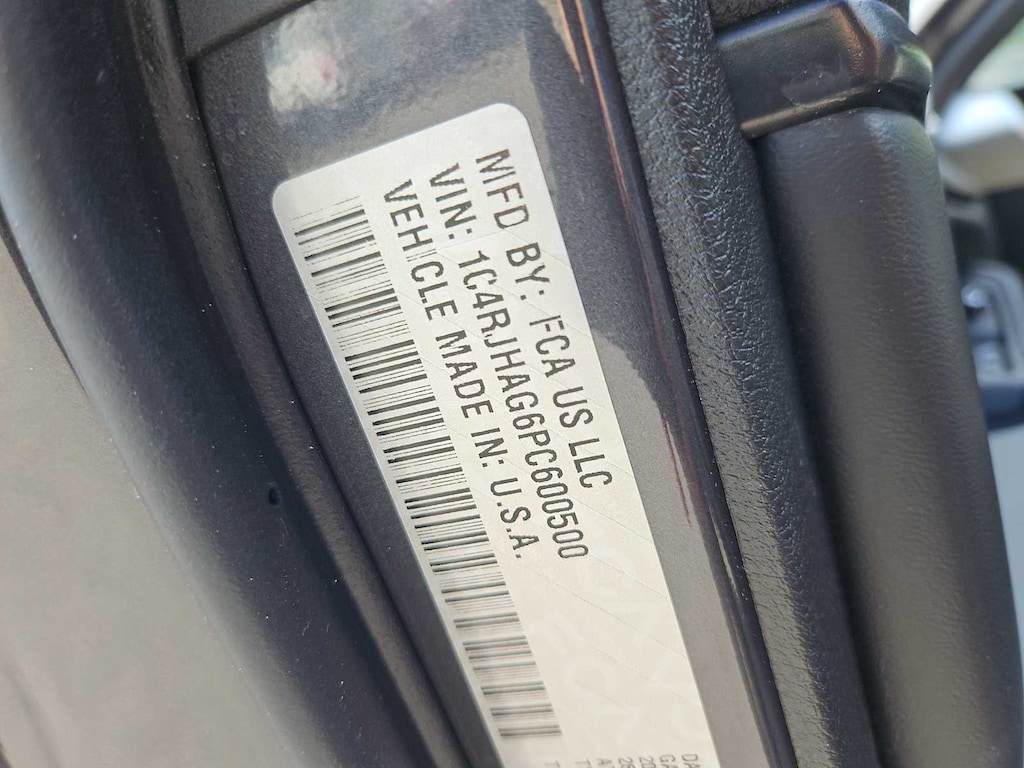 MFD BY: FCA US LLC
VIN: 1C4RJHAG6PC600500
VEHICLE MADE IN: U.S.A.